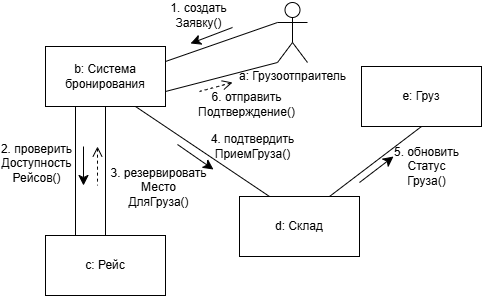 1. создать
Заявку()
b: Система
бронирования
a: Грузоотпраитель
6. отправить
Подтверждение()
e: Груз
2. проверить
Доступность
Рейсов()
3. резервировать
Место
ДляГруза()
4. подтвердить
ПриемГруза()
5. обновить
Статус
Груза()
d: Склад
c: Рейс